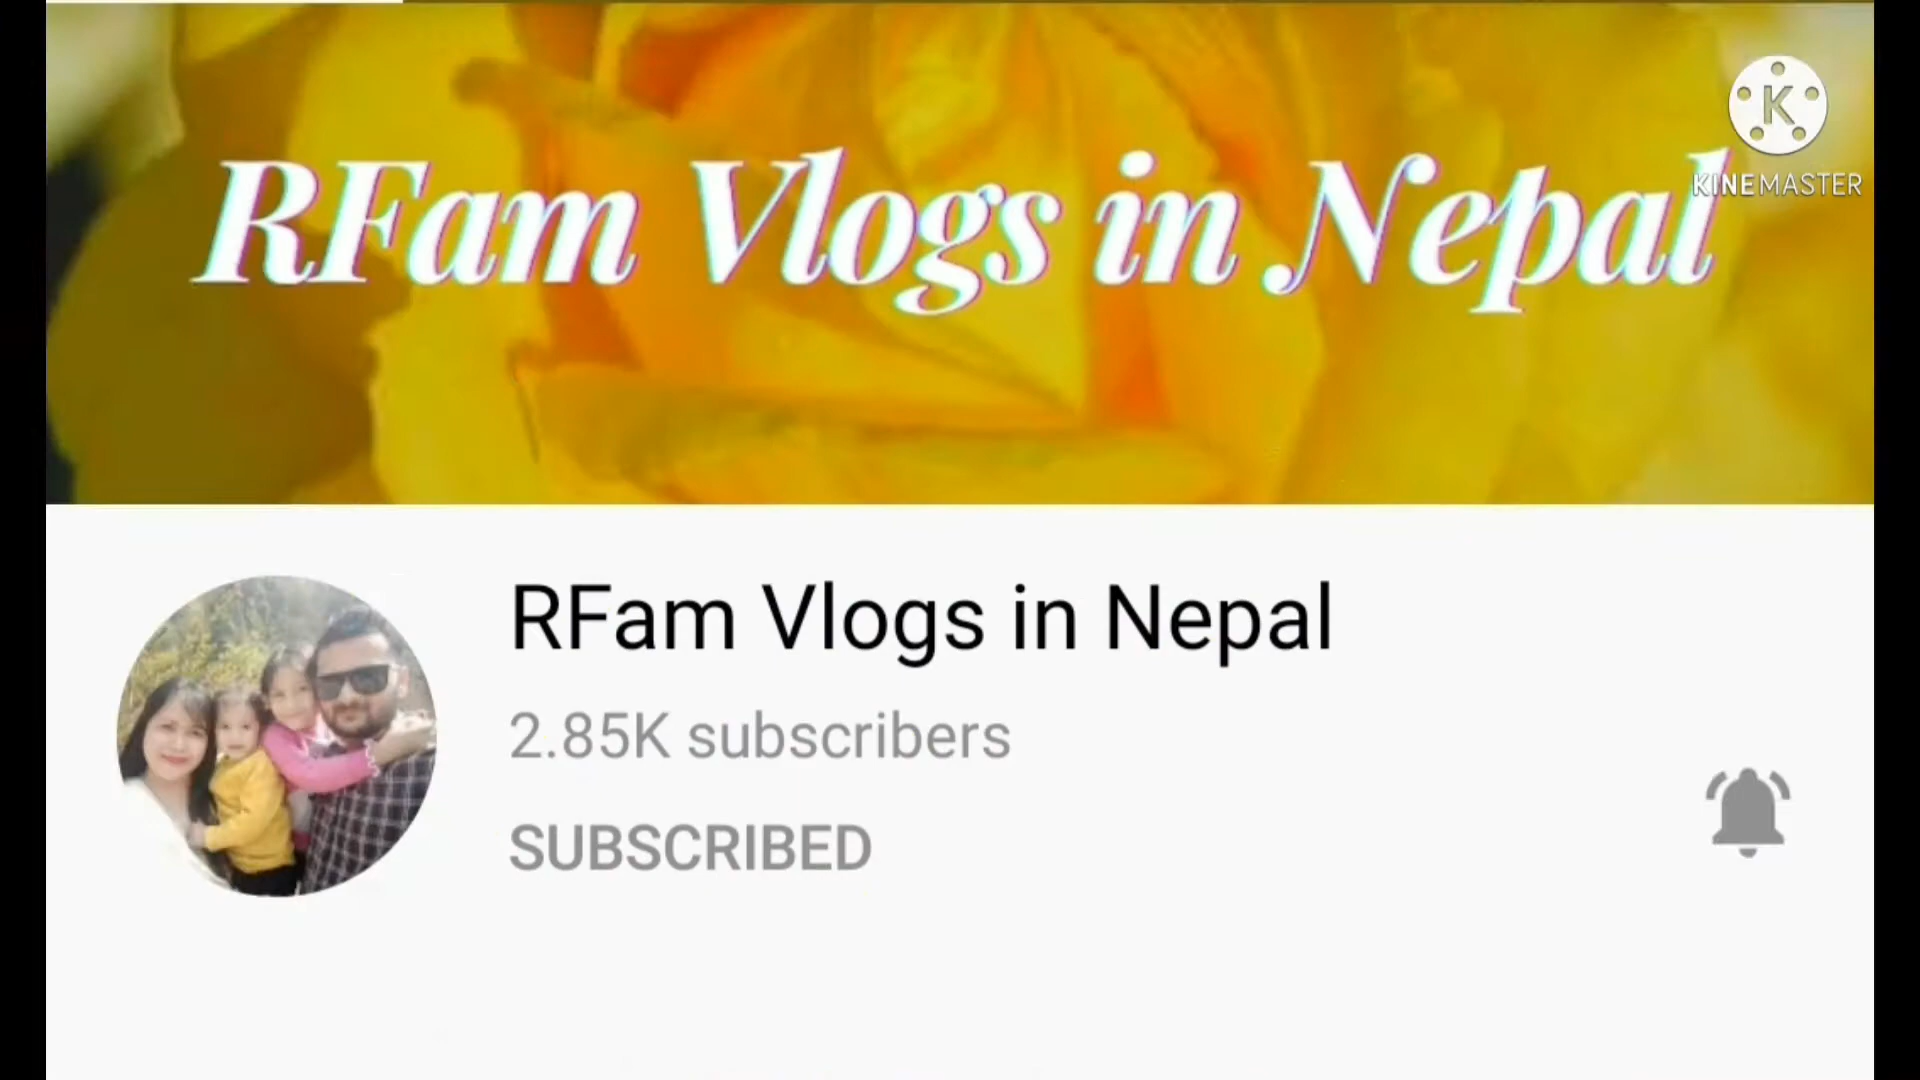 RFam Vlogs in Nepal
K
KINEMASTER
RFam Vlogs in Nepal
2.85K subscribers
SUBSCRIBED